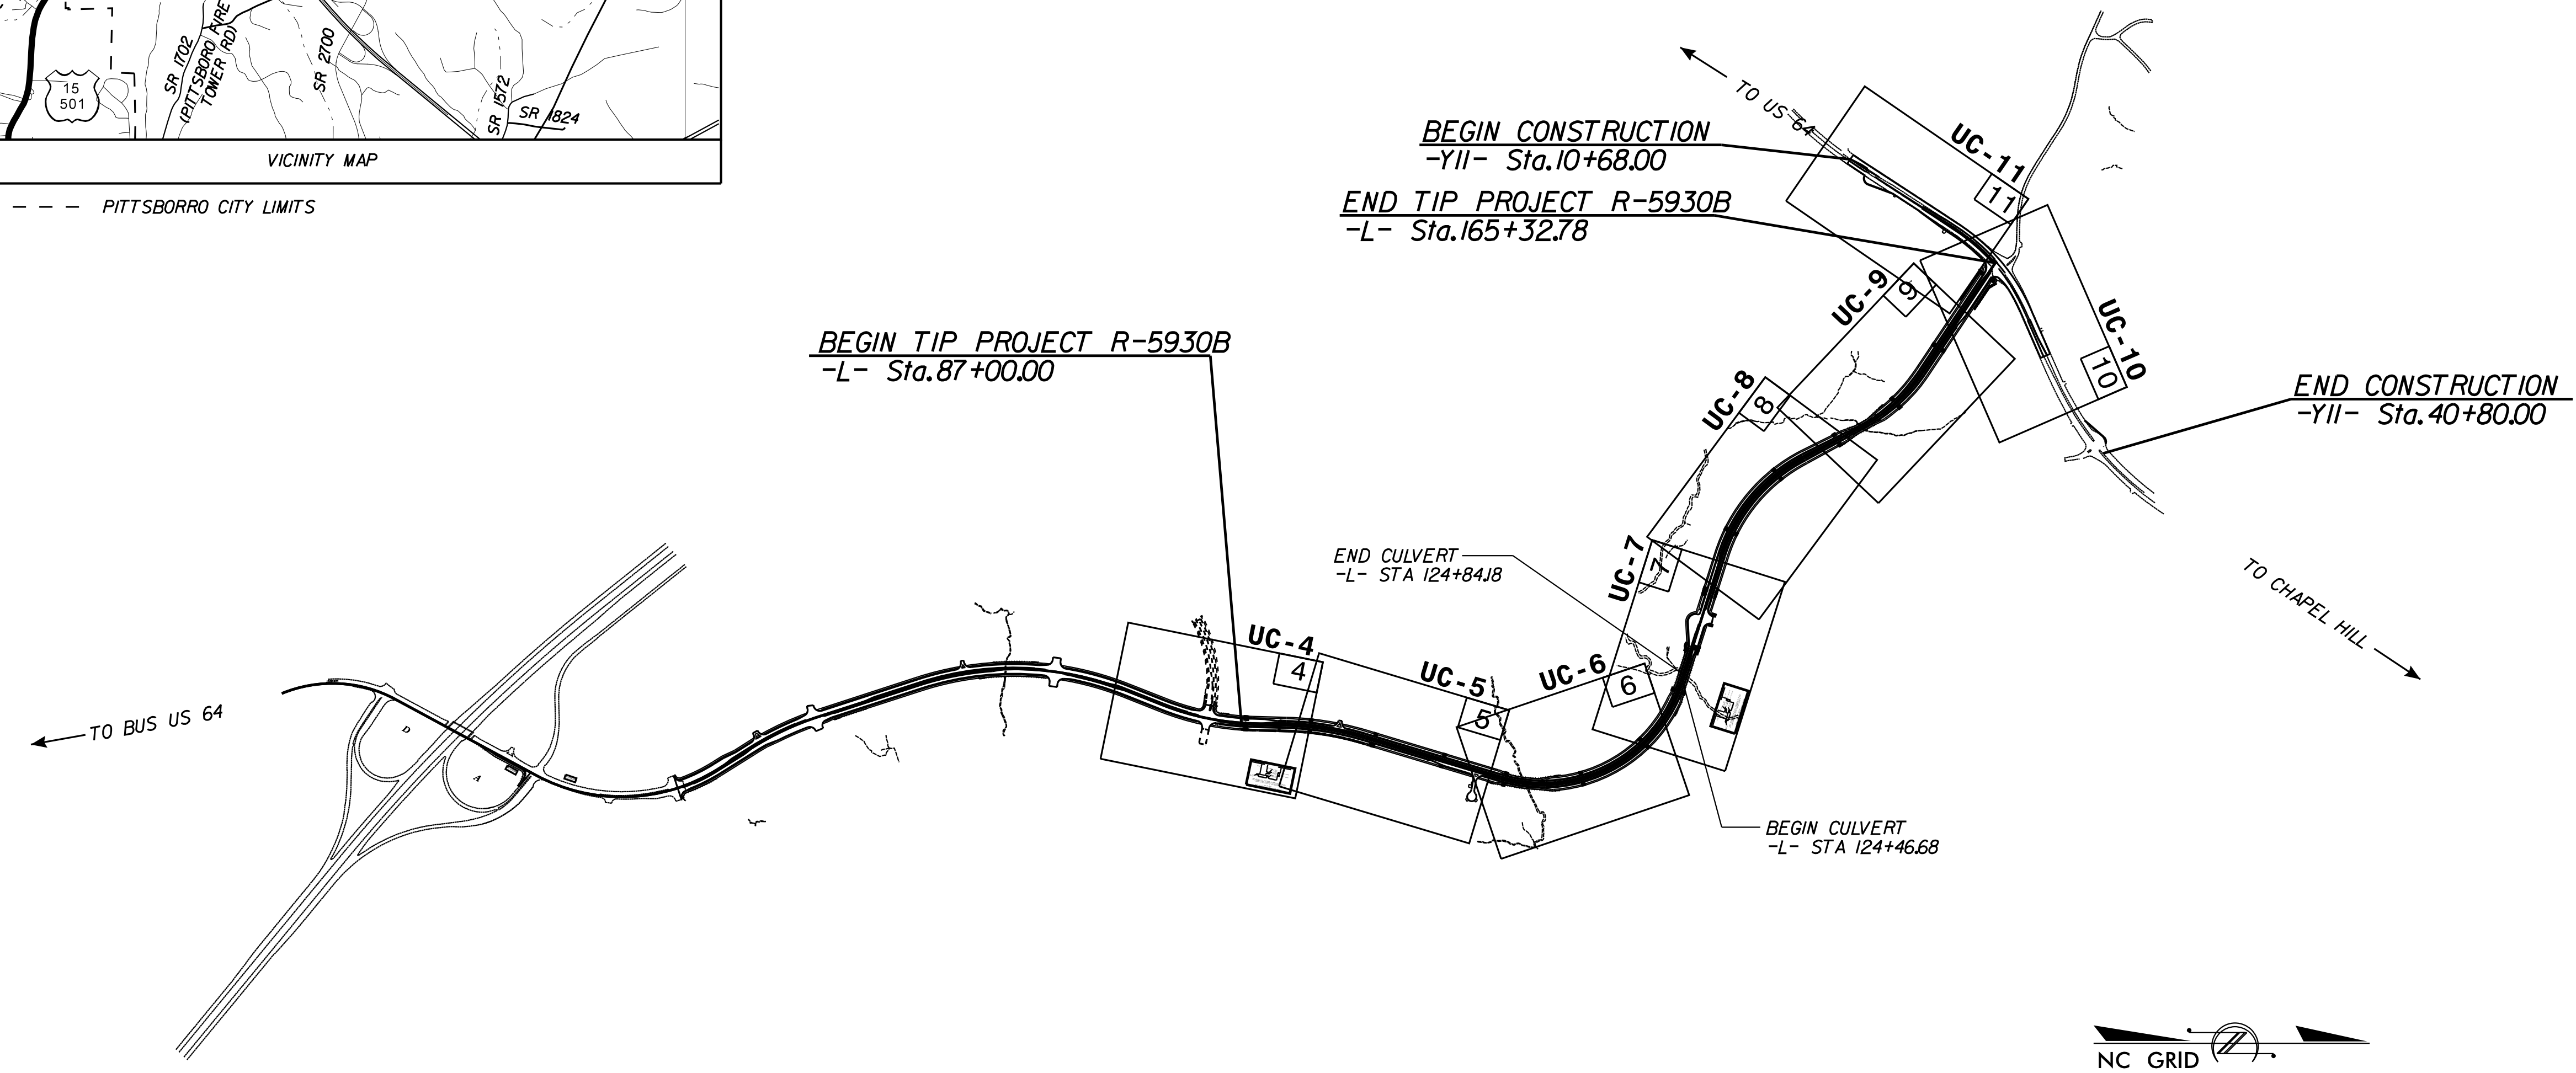 SR 1702
(PITTSBORO FIRE
TOWER RD)
SR 2700
SR 1572
SR 1824
15
501
VICINITY MAP
PITTSBORRO CITY LIMITS
TO US 64
BEGIN CONSTRUCTION
-Y11- Sta.10+68.00
END TIP PROJECT R-5930B
-L- Sta.165+32.78
UC-11
11
UC-10
10
UC-9
9
BEGIN TIP PROJECT R-5930B
-L- Sta.87+00.00
UC-8
8
END CONSTRUCTION
-Y11- Sta.40+80.00
UC-7
7
END CULVERT
-L- STA 124+84.18
TO CHAPEL HILL
UC-4
4
UC-5
5
UC-6
6
TO BUS US 64
D
A
BEGIN CULVERT
-L- STA 124+46.68
NC GRID